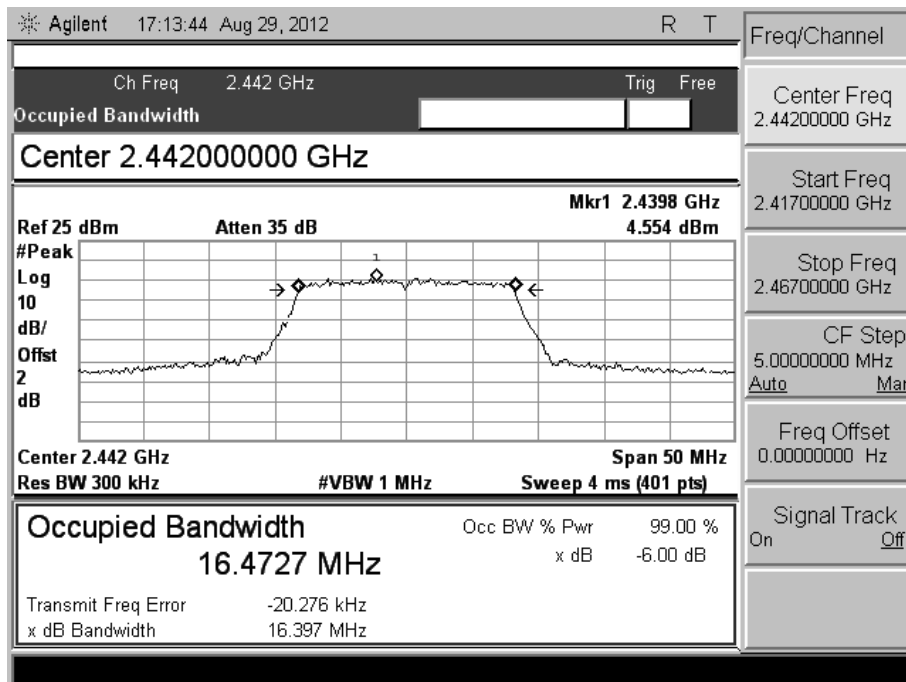 Agilent 17:13:44 Aug 29, 2012 R T
Freq/Channel
Ch Freq 2.442 GHz Trig Free
Occupied Bandwidth
Center 2.442000000 GHz
Mkr1 2.4398 GHz
Ref 25 dBm Atten 35 dB 4.554 dBm
#Peak
Log
10
dB/
Offst
2
dB
1
Center 2.442 GHz Span 50 MHz
Res BW 300 kHz #VBW 1 MHz Sweep 4 ms (401 pts)
Occupied Bandwidth Occ BW % Pwr 99.00 %
16.4727 MHz x dB -6.00 dB
Transmit Freq Error -20.276 kHz
x dB Bandwidth 16.397 MHz
Center Freq
2.44200000 GHz
Start Freq
2.41700000 GHz
Stop Freq
2.46700000 GHz
CF Step
5.00000000 MHz
Auto Mar
Freq Offset
0.00000000 Hz
Signal Track
On Off